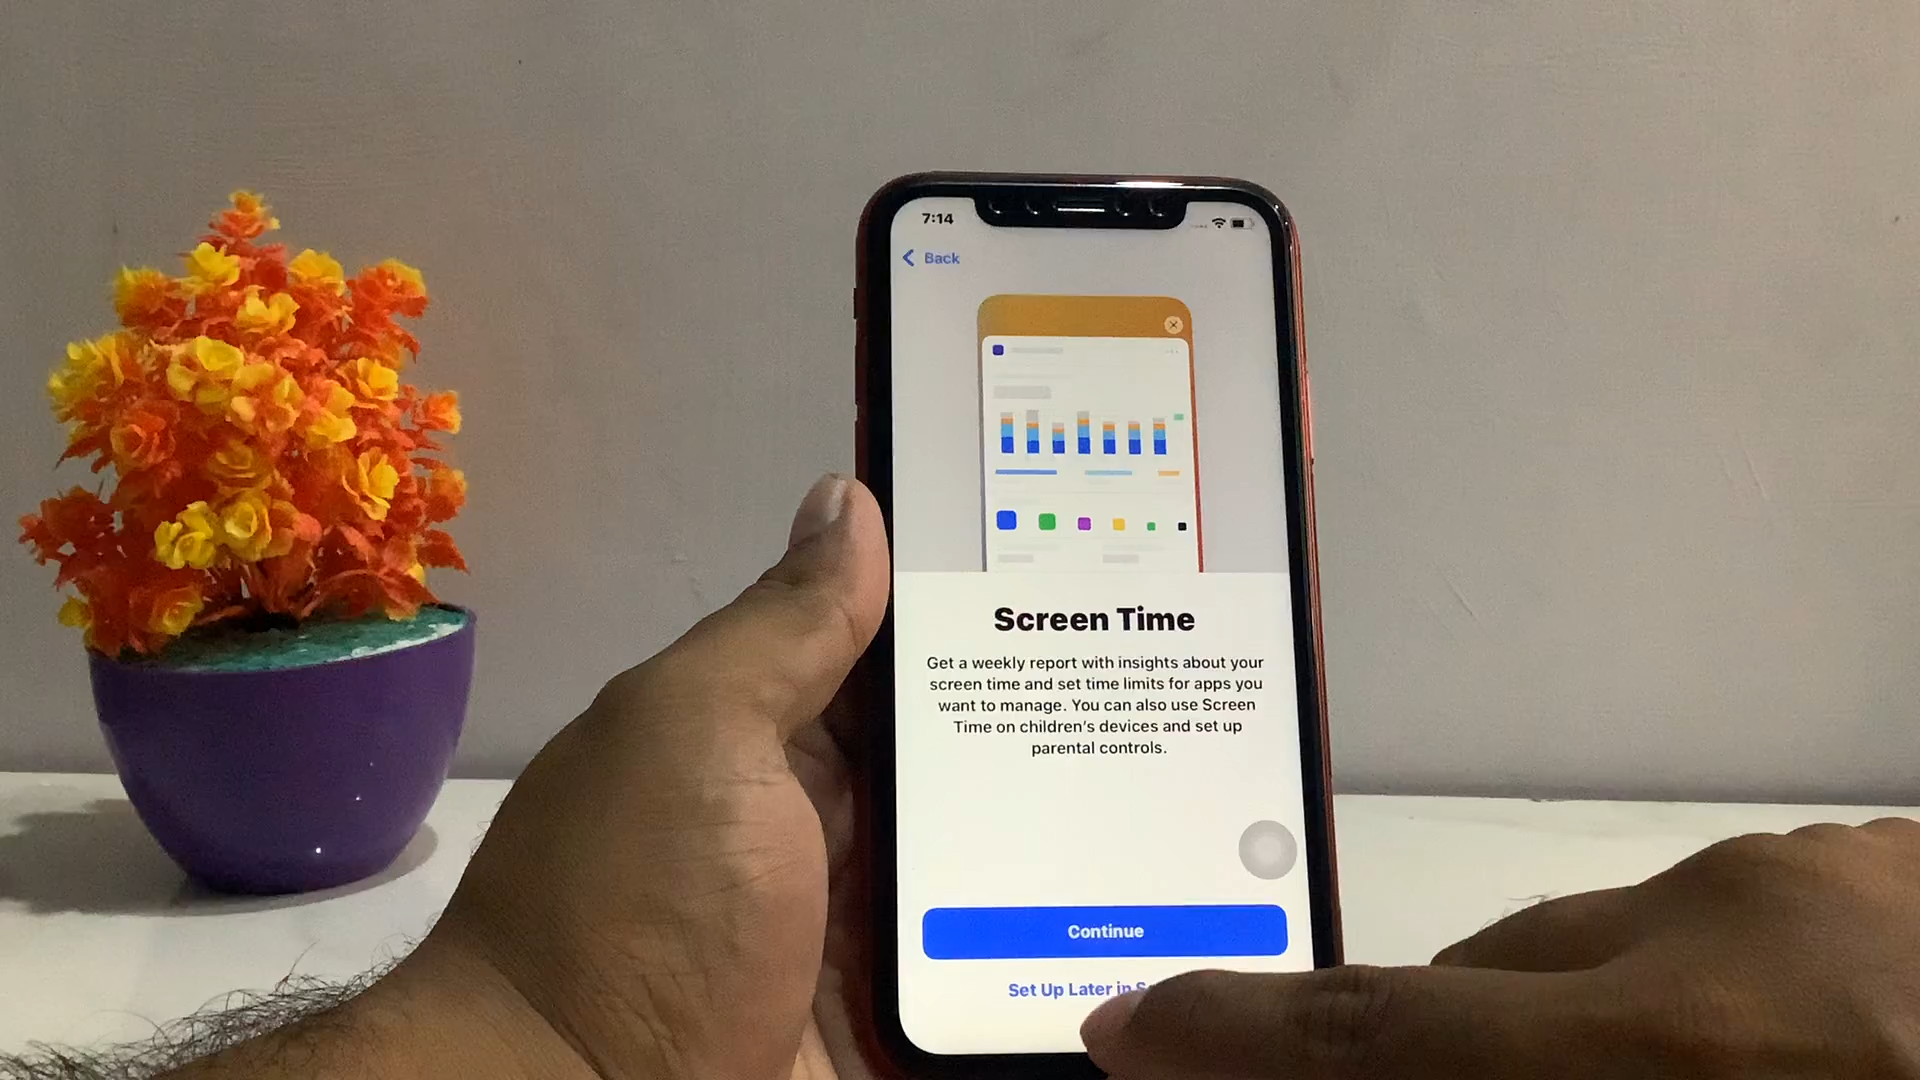 7:14
Back
Screen Time
Get a weekly report with insights about your
screen time and set time limits for apps you
want to manage. You can also use Screen
Time on children's devices and set up
parental controls.
Continue
Set Up Later in